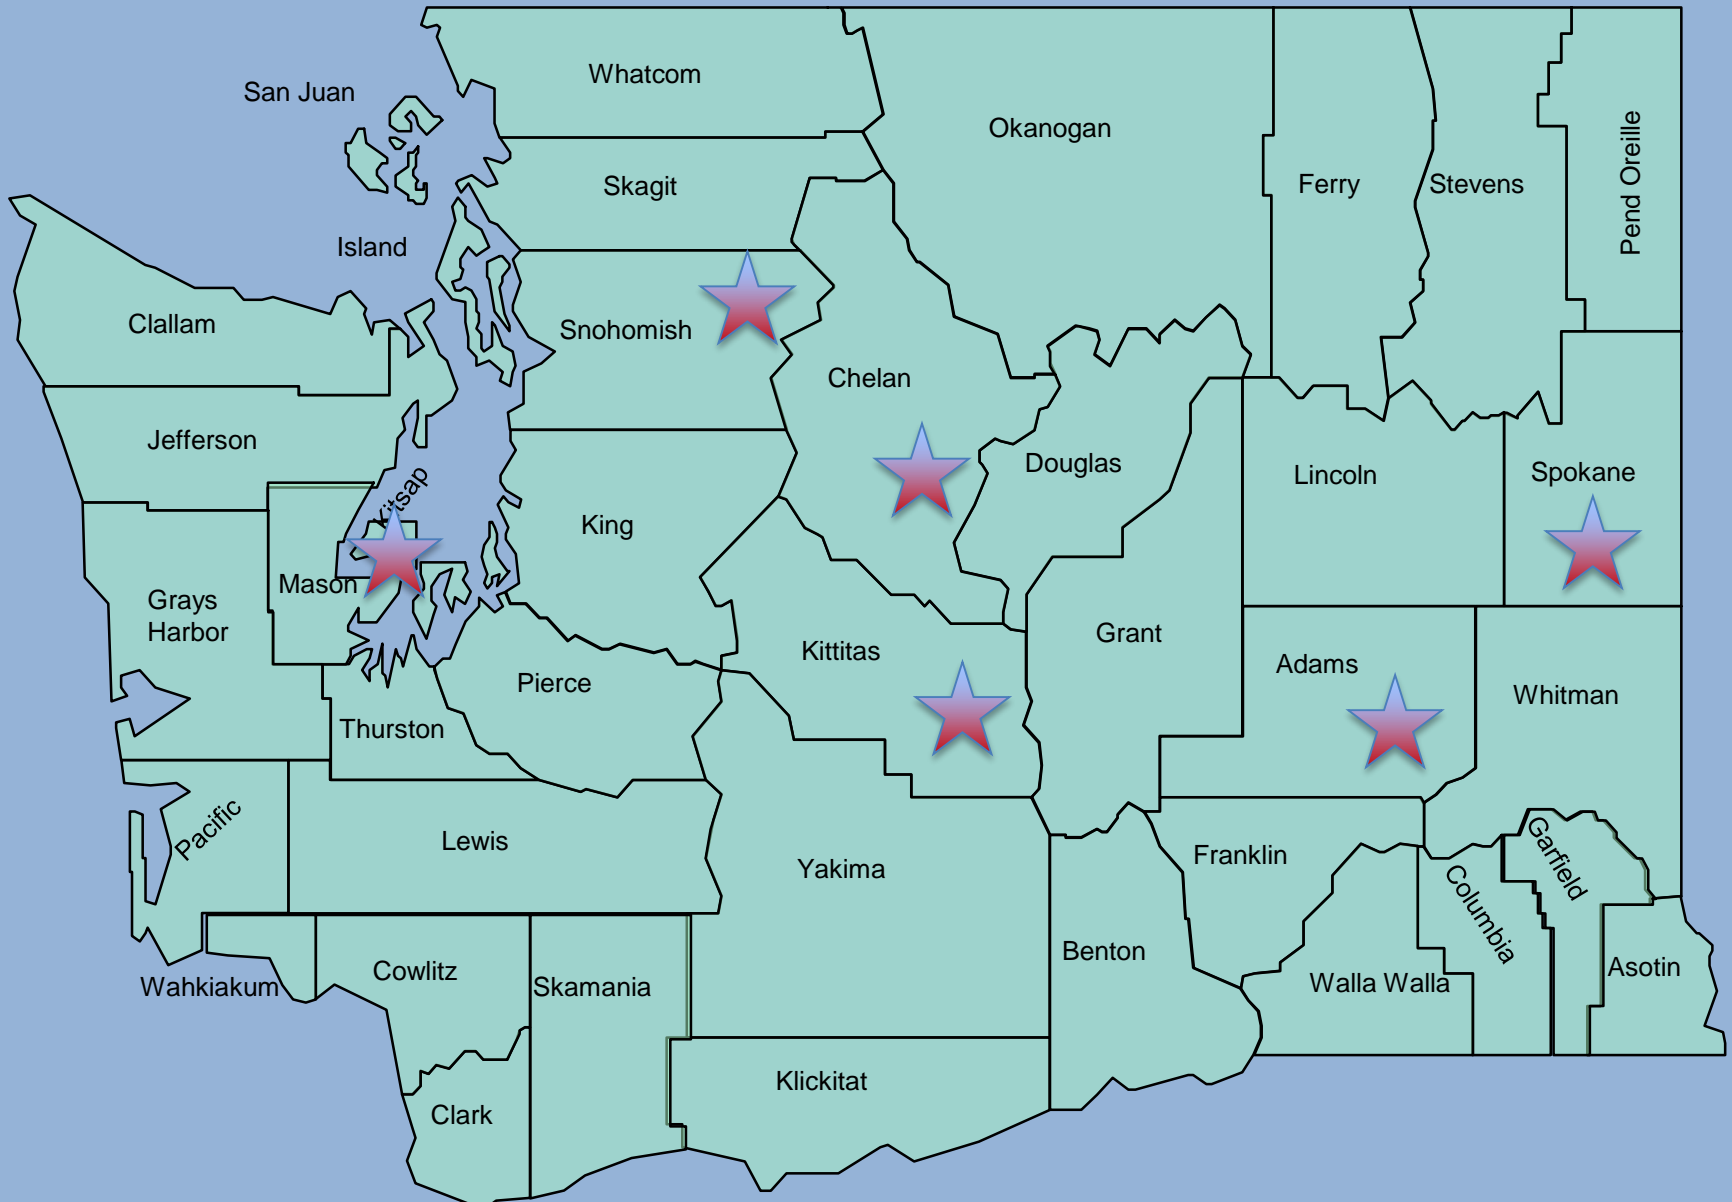 Whatcom
San Juan
Okanogan
Pend Oreille
Skagit
Ferry
Stevens
Island
Clallam
Snohomish
Chelan
Jefferson
Douglas
Lincoln
Spokane
Kitsap
King
Mason
Grays
Harbor
Kittitas
Grant
Adams
Pierce
Whitman
Thurston
Pacific
Lewis
Yakima
Franklin
Garfield
Columbia
Benton
Asotin
Cowlitz
Wahkiakum
Skamania
Walla Walla
Klickitat
Clark